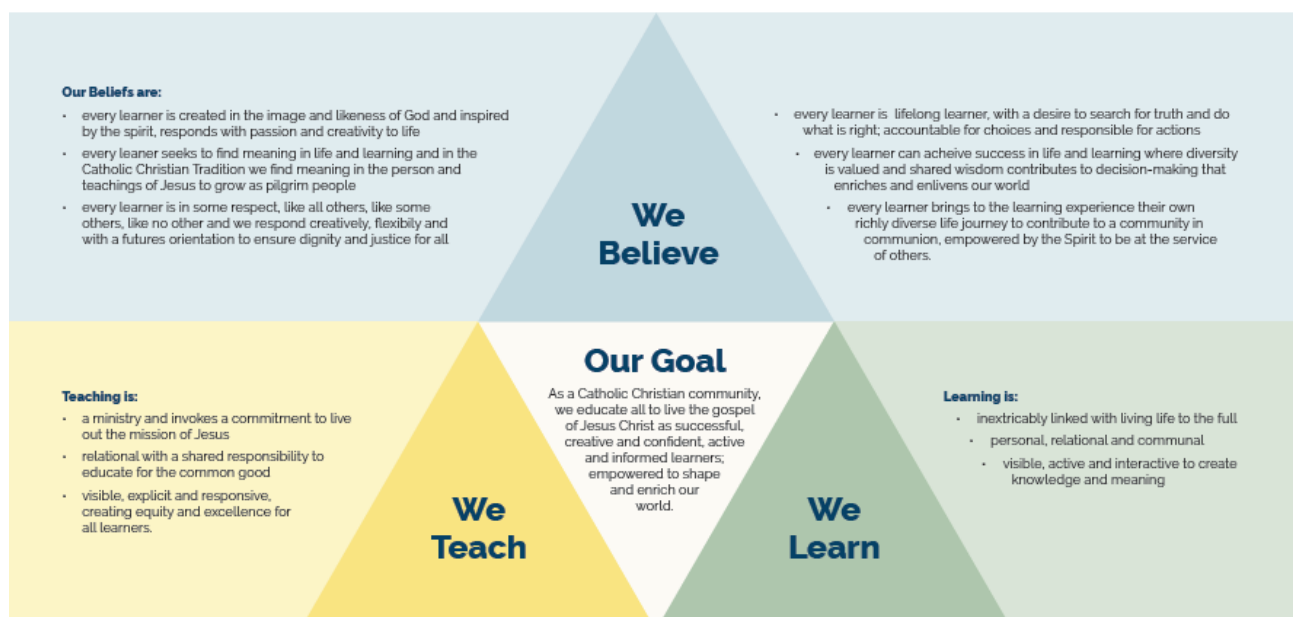 Our Beliefs are:
• every learner is created in the image and likeness of God and inspired
by the spirit, responds with passion and creativity to life
• every leaner seeks to find meaning in life and learning and in the
Catholic Christian Tradition we find meaning in the person and
teachings of Jesus to grow as pilgrim people
• every learner is in some respect, like all others, like some
others, like no other and we respond creatively, flexibily and
with a futures orientation to ensure dignity and justice for all
We
Believe
• every learner is lifelong learner, with a desire to search for truth and do
what is right; accountable for choices and responsible for actions
• every learner can acheive success in life and learning where diversity
is valued and shared wisdom contributes to decision-making that
enriches and enlivens our world
• every learner brings to the learning experience their own
richly diverse life journey to contribute to a community in
communion, empowered by the Spirit to be at the service
of others.
Teaching is:
• a ministry and invokes a commitment to live
out the mission of Jesus
• relational with a shared responsibility to
educate for the common good
• visible, explicit and responsive,
creating equity and excellence for
all learners.
We
Teach
Our Goal
As a Catholic Christian community,
we educate all to live the gospel
of Jesus Christ as successful,
creative and confident, active
and informed learners;
empowered to shape
and enrich our
world.
We
Learn
Learning is:
• inextricably linked with living life to the full
• personal, relational and communal
• visible, active and interactive to create
knowledge and meaning